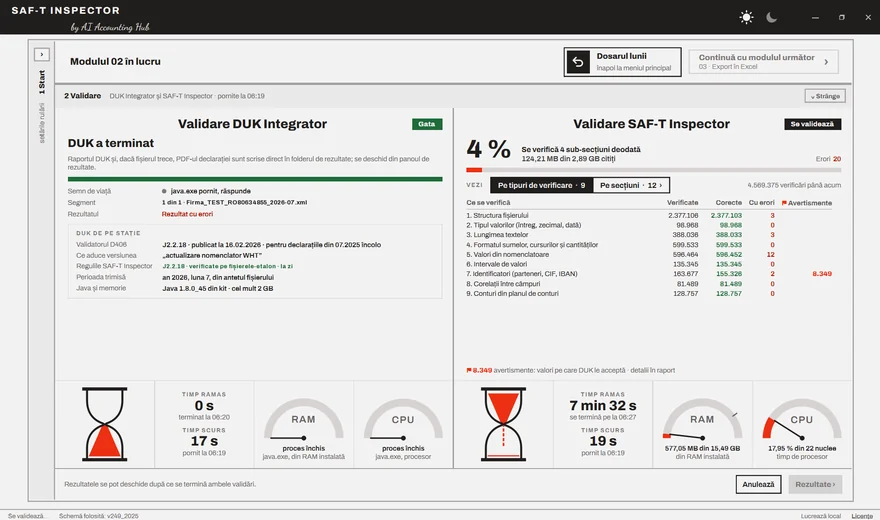 SAF-T INSPECTOR
by AI Accounting Hub
1 Start
setările rulării
Modulul 02 în lucru
Dosarul lunii
înapoi la meniul principal
Continuă cu modulul următor
03 · Export în Excel
2 Validare
DUK Integrator și SAF-T Inspector · pornite la 06:19
Strânge
Validare DUK Integrator
Gata
DUK a terminat
Raportul DUK și, dacă fișierul trece, PDF-ul declarației sunt scrise direct în folderul de rezultate; se deschid din panoul de
rezultate.
Semn de viață
java.exe pornit, răspunde
Segment
1 din 1 · Firma_TEST_RO80634855_2026-07.xml
Rezultatul
Rezultat cu erori
DUK DE PE STAȚIE
Validatorul D406
J2.2.18 · publicat la 16.02.2026 · pentru declarațiile din 07.2025 încolo
Ce aduce versiunea
„actualizare nomenclator WHT”
Regulile SAF-T Inspector
J2.2.18 · verificate pe fișierele-etalon · la zi
Perioada trimisă
an 2026, luna 7, din antetul fișierului
Java și memorie
Java 1.8.0_45 din kit · cel mult 2 GB
TIMP RĂMAS
0 s
terminat la 06:20
TIMP SCURS
17 s
pornit la 06:19
RAM
proces închis
java.exe, din RAM instalată
CPU
proces închis
java.exe, procesor
Validare SAF-T Inspector
Se validează
4 %
Se verifică 4 sub-secțiuni deodată
124,21 MB din 2,89 GB citiți
Erori 20
VEZI
Pe tipuri de verificare · 9
Pe secțiuni · 12 ›
4.569.375 verificări până acum
Ce se verifică Verificate Corecte Cu erori Avertismente
1. Structura fișierului 2.377.106 2.377.103 3
2. Tipul valorilor (întreg, zecimal, dată) 98.968 98.968 0
3. Lungimea textelor 388.036 388.033 3
4. Formatul sumelor, cursurilor și cantităților 599.533 599.533 0
5. Valori din nomenclatoare 596.464 596.452 12
6. Intervale de valori 135.345 135.345 0
7. Identificatori (parteneri, CIF, IBAN) 163.677 155.326 2 8.349
8. Corelații între câmpuri 81.489 81.489 0
9. Conturi din planul de conturi 128.757 128.757 0
8.349 avertismente: valori pe care DUK le acceptă · detalii în raport
TIMP RĂMAS
7 min 32 s
se termină pe la 06:27
TIMP SCURS
19 s
pornit la 06:19
RAM
577,05 MB din 15,49 GB
din RAM instalată
CPU
17,95 % din 22 nuclee
timp de procesor
Rezultatele se pot deschide după ce se termină ambele validări.
Anulează
Rezultate ›
Se validează.
Schemă folosită: v249_2025
Lucrează local
Licențe